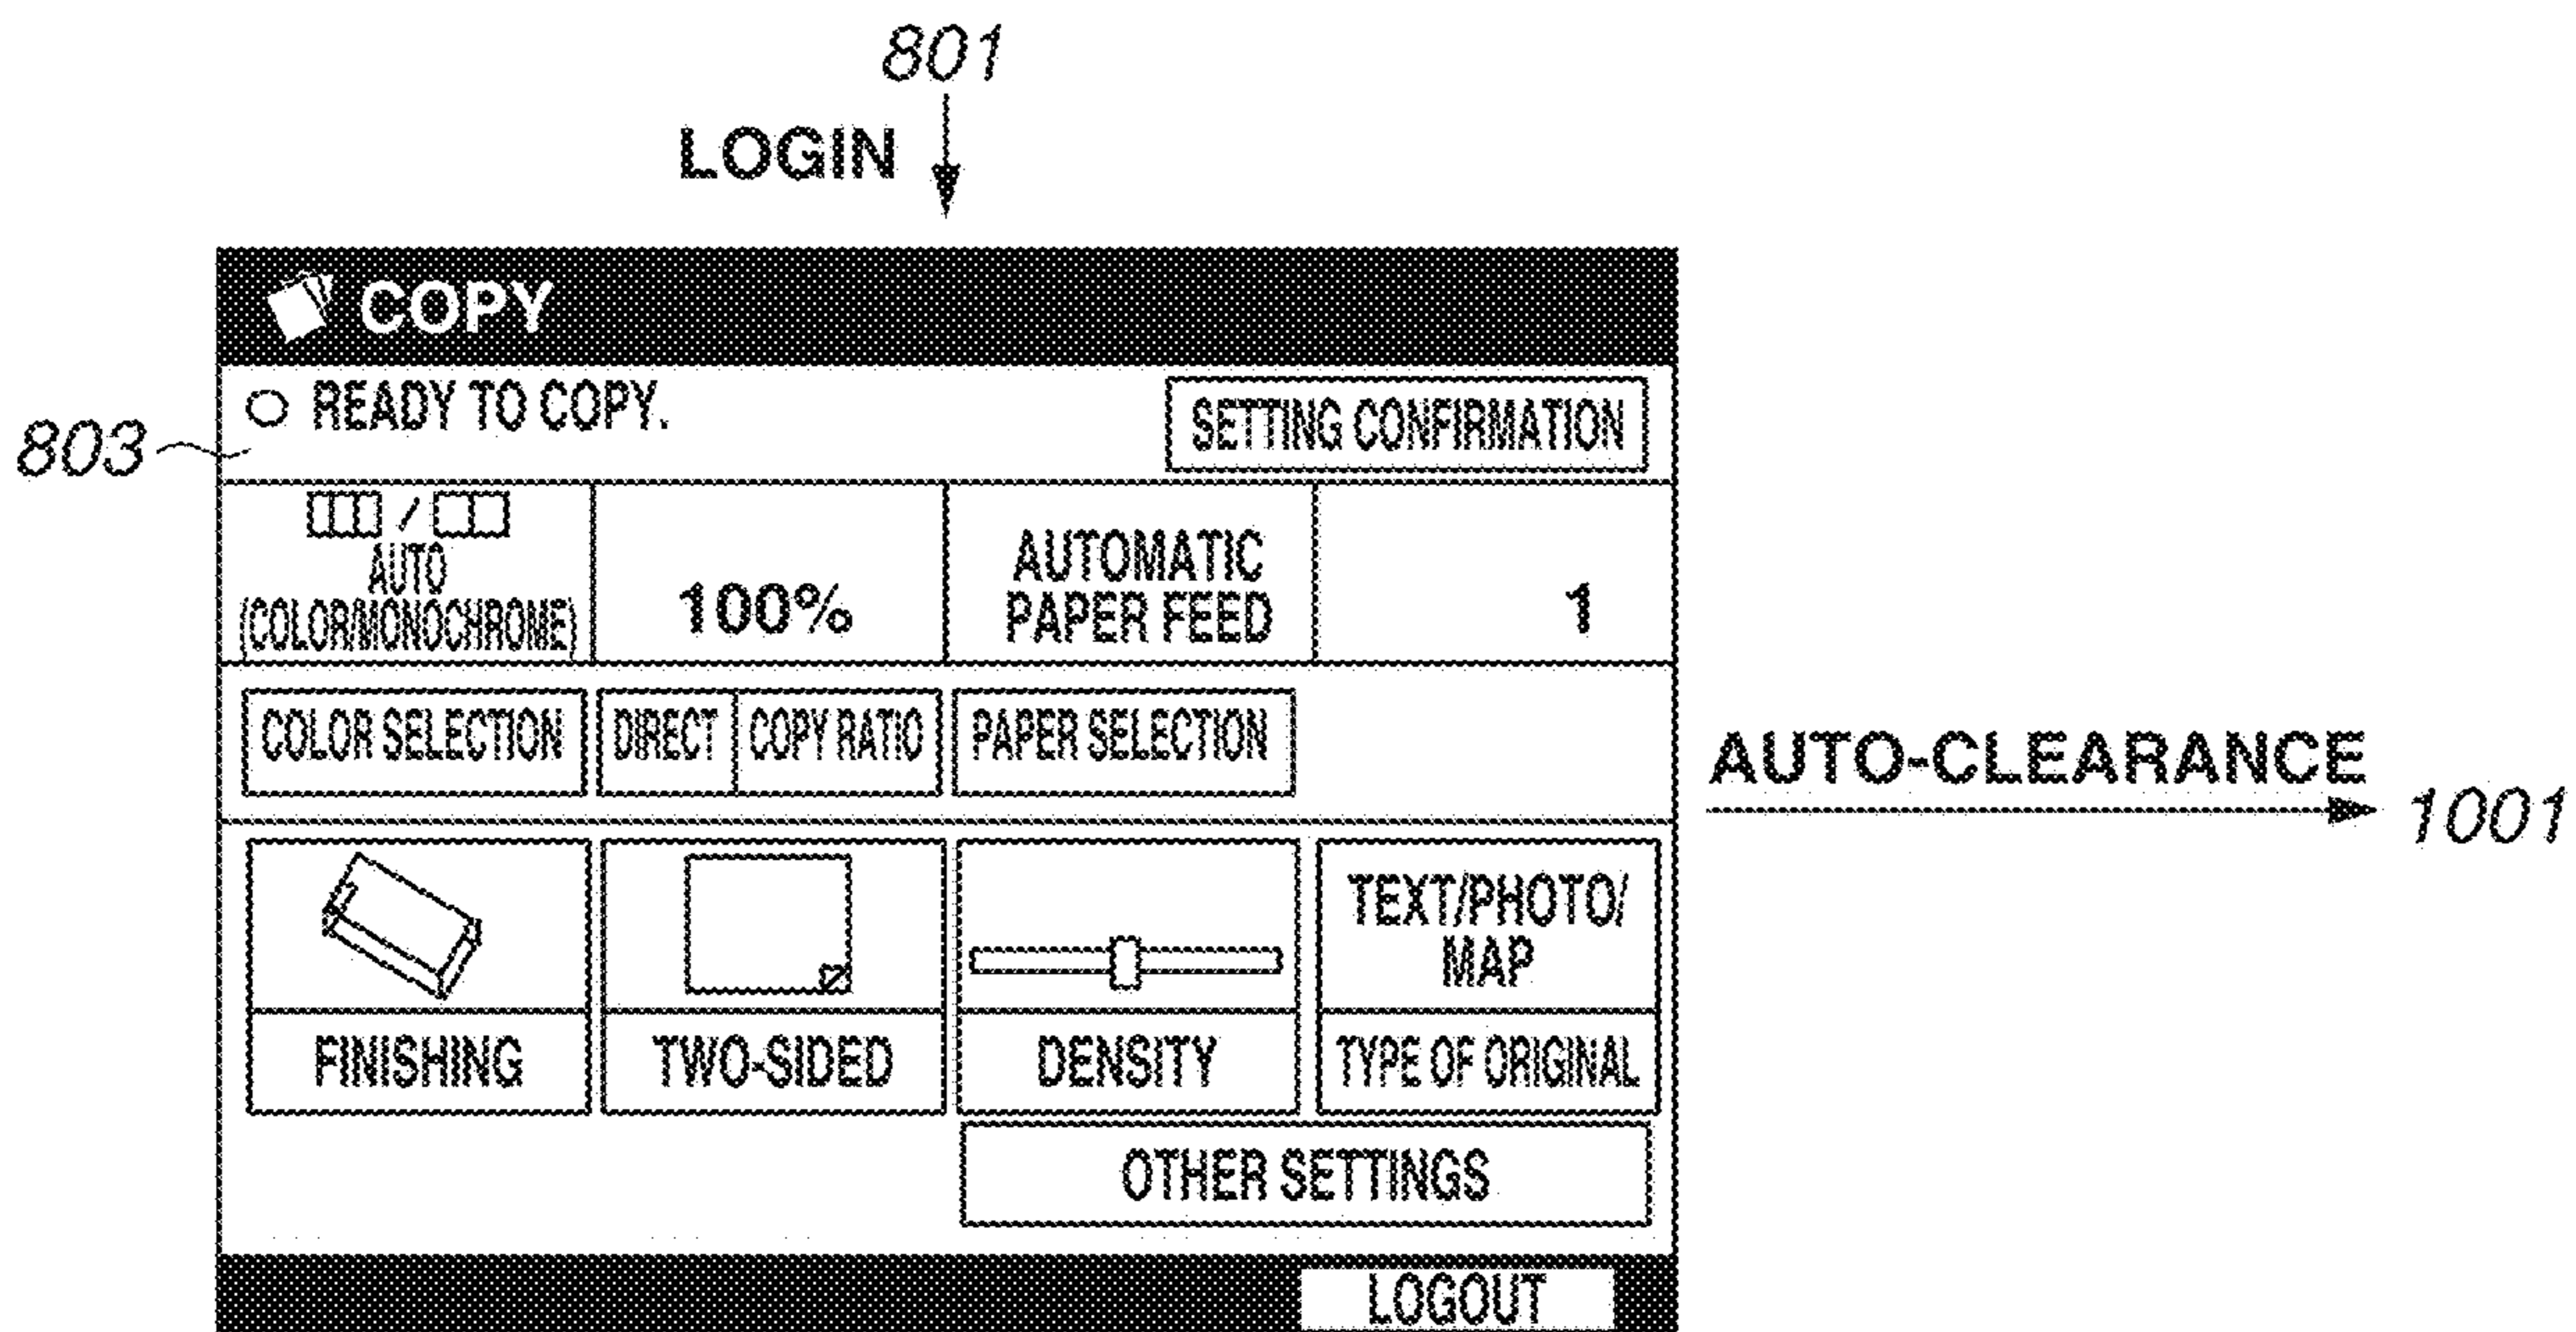 801
LOGIN
COPY
READY TO COPY.
SETTING CONFIRMATION
803
/
AUTO
(COLOR/MONOCHROME)
100%
AUTOMATIC
PAPER FEED
1
COLOR SELECTION
DIRECT
COPY RATIO
PAPER SELECTION
AUTO-CLEARANCE
1001
TEXT/PHOTO/
MAP
FINISHING
TWO-SIDED
DENSITY
TYPE OF ORIGINAL
OTHER SETTINGS
LOGOUT